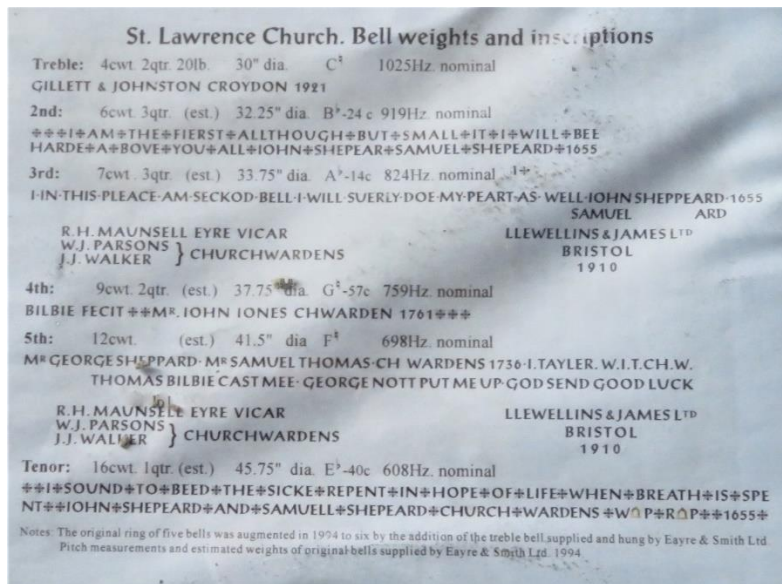 St. Lawrence Church. Bell weights and inscriptions
Treble: 4cwt. 2qtr. 20lb. 30" dia. C♮ 1025Hz. nominal
GILLETT & JOHNSTON CROYDON 1921
2nd: 6cwt. 3qtr. (est.) 32.25" dia. B♭-24 c 919Hz. nominal
✢✢✢I✢AM✢THE✢FIERST✢ALLTHOUGH✢BUT✢SMALL✢IT✢I✢WILL✢BEE
HARDE✢A✢BOVE✢YOU✢ALL✢IOHN✢SHEPEAR✢SAMUEL✢SHEPEARD✢1655
3rd: 7cwt. 3qtr. (est.) 33.75" dia. A♭-14c 824Hz. nominal
I·IN·THIS·PLEACE·AM·SECKOD·BELL·I·WILL·SUERLY·DOE·MY·PEART·AS·WELL·IOHN SHEPPEARD·1655
SAMUEL ARD
R.H. MAUNSELL EYRE VICAR LLEWELLINS & JAMES LTD
W.J. PARSONS } CHURCHWARDENS BRISTOL
J.J. WALKER 1910
4th: 9cwt. 2qtr. (est.) 37.75" dia. G♮-57c 759Hz. nominal
BILBIE FECIT ✢✢MR. IOHN IONES CHWARDEN 1761✢✢✢
5th: 12cwt. (est.) 41.5" dia F♮ 698Hz. nominal
MR GEORGE SHEPPARD· MR SAMUEL THOMAS·CH WARDENS 1736·I.TAYLER. W.I.T.CH.W.
THOMAS BILBIE CAST MEE·GEORGE NOTT PUT ME UP·GOD SEND GOOD LUCK
R.H. MAUNSELL EYRE VICAR LLEWELLINS & JAMES LTD
W.J. PARSONS } CHURCHWARDENS BRISTOL
J.J. WALKER 1910
Tenor: 16cwt. 1qtr. (est.) 45.75" dia. E♭-40c 608Hz. nominal
✢✢I✢SOUND✢TO✢BEED✢THE✢SICKE✢REPENT✢IN✢HOPE✢OF✢LIFE✢WHEN✢BREATH✢IS✢SPE
NT✢✢IOHN✢SHEPEARD✢AND✢SAMUELL✢SHEPEARD✢CHURCH✢WARDENS ✢W P✢R P✢✢1655✢
Notes: The original ring of five bells was augmented in 1994 to six by the addition of the treble bell supplied and hung by Eayre & Smith Ltd.
Pitch measurements and estimated weights of original bells supplied by Eayre & Smith Ltd. 1994.